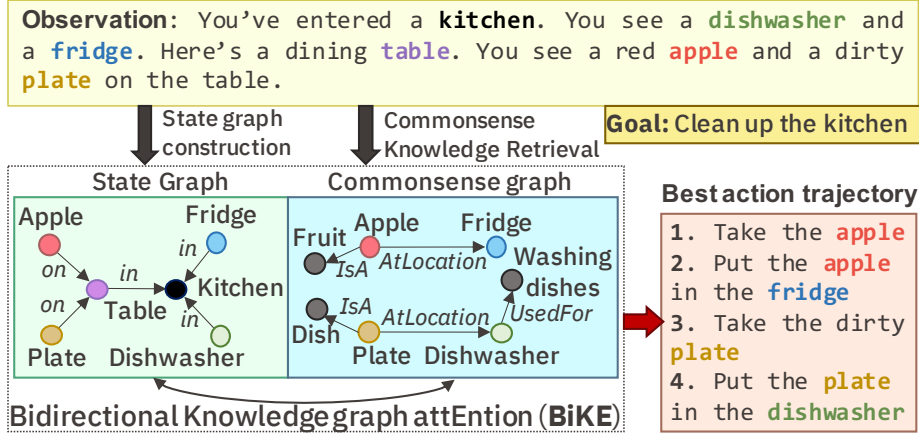 Observation: You've entered a kitchen. You see a dishwasher and
a fridge. Here's a dining table. You see a red apple and a dirty
plate on the table.
State graph
construction
Commonsense
Knowledge Retrieval
Goal: Clean up the kitchen
State Graph
Apple
Fridge
on
in
in
Kitchen
on
Table
in
Plate
Dishwasher
Commonsense graph
Fruit
Apple
Fridge
IsA
AtLocation
Washing
dishes
IsA
AtLocation
UsedFor
Dish
Plate
Dishwasher
Bidirectional Knowledge graph attEntion (BiKE)
Best action trajectory
1. Take the apple
2. Put the apple
in the fridge
3. Take the dirty
plate
4. Put the plate
in the dishwasher